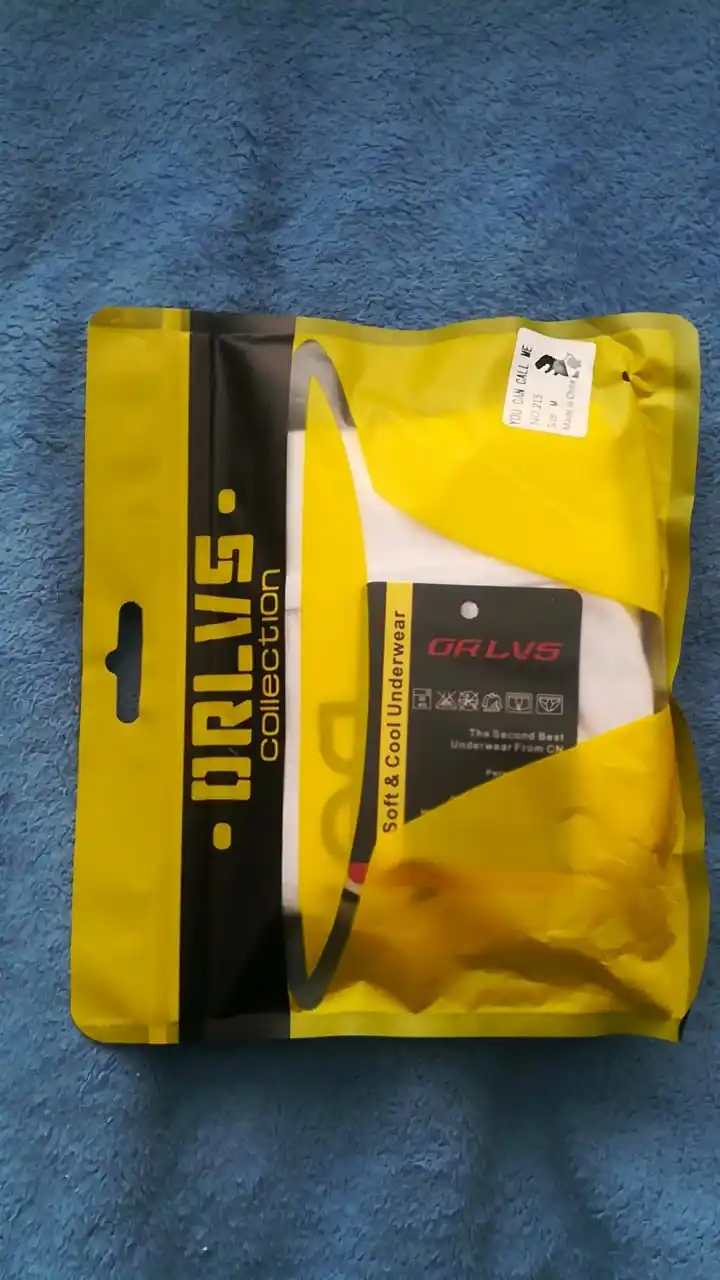 ORLVS
collection
YOU CAN CALL ME
NO.215
Size M
Made in China
Soft & Cool Underwear
ORLVS
The Second Best
Underwear From CN